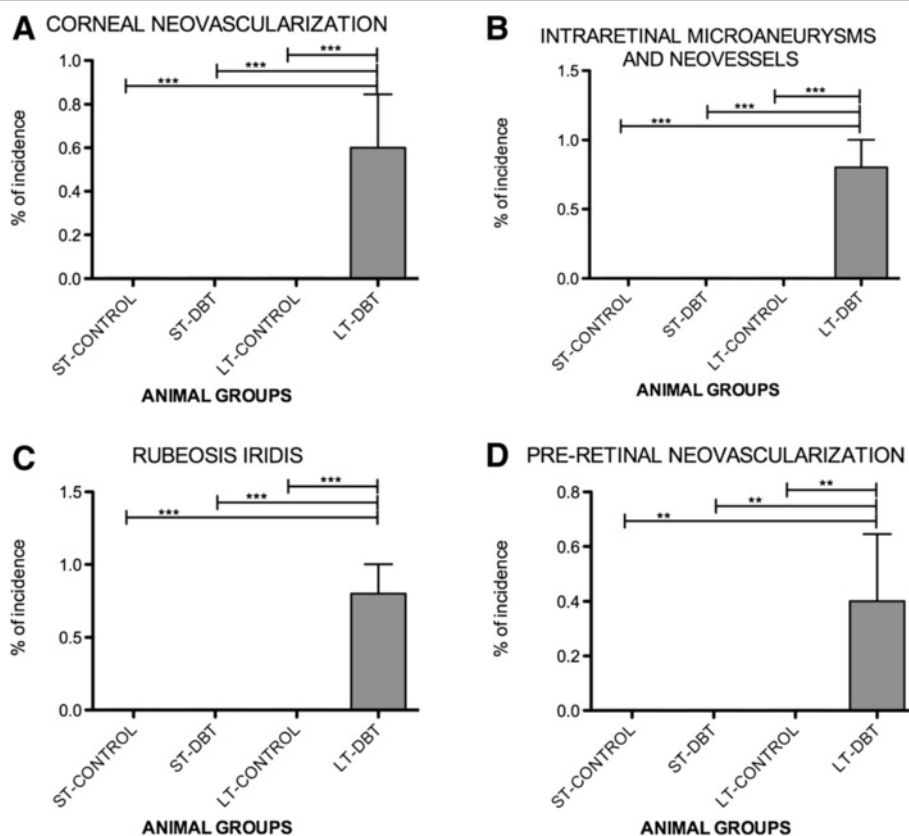 A CORNEAL NEOVASCULARIZATION
***
***
***
% of incidence
1.0
0.8
0.6
0.4
0.2
0.0
ST-CONTROL
ST-DBT
LT-CONTROL
LT-DBT
ANIMAL GROUPS
B INTRARETINAL MICROANEURYSMS
AND NEOVESSELS
***
***
***
% of incidence
1.5
1.0
0.5
0.0
ST-CONTROL
ST-DBT
LT-CONTROL
LT-DBT
ANIMAL GROUPS
C RUBEOSIS IRIDIS
***
***
***
% of incidence
1.5
1.0
0.5
0.0
ST-CONTROL
ST-DBT
LT-CONTROL
LT-DBT
ANIMAL GROUPS
D PRE-RETINAL NEOVASCULARIZATION
**
**
**
% of incidence
0.8
0.6
0.4
0.2
0.0
ST-CONTROL
ST-DBT
LT-CONTROL
LT-DBT
ANIMAL GROUPS